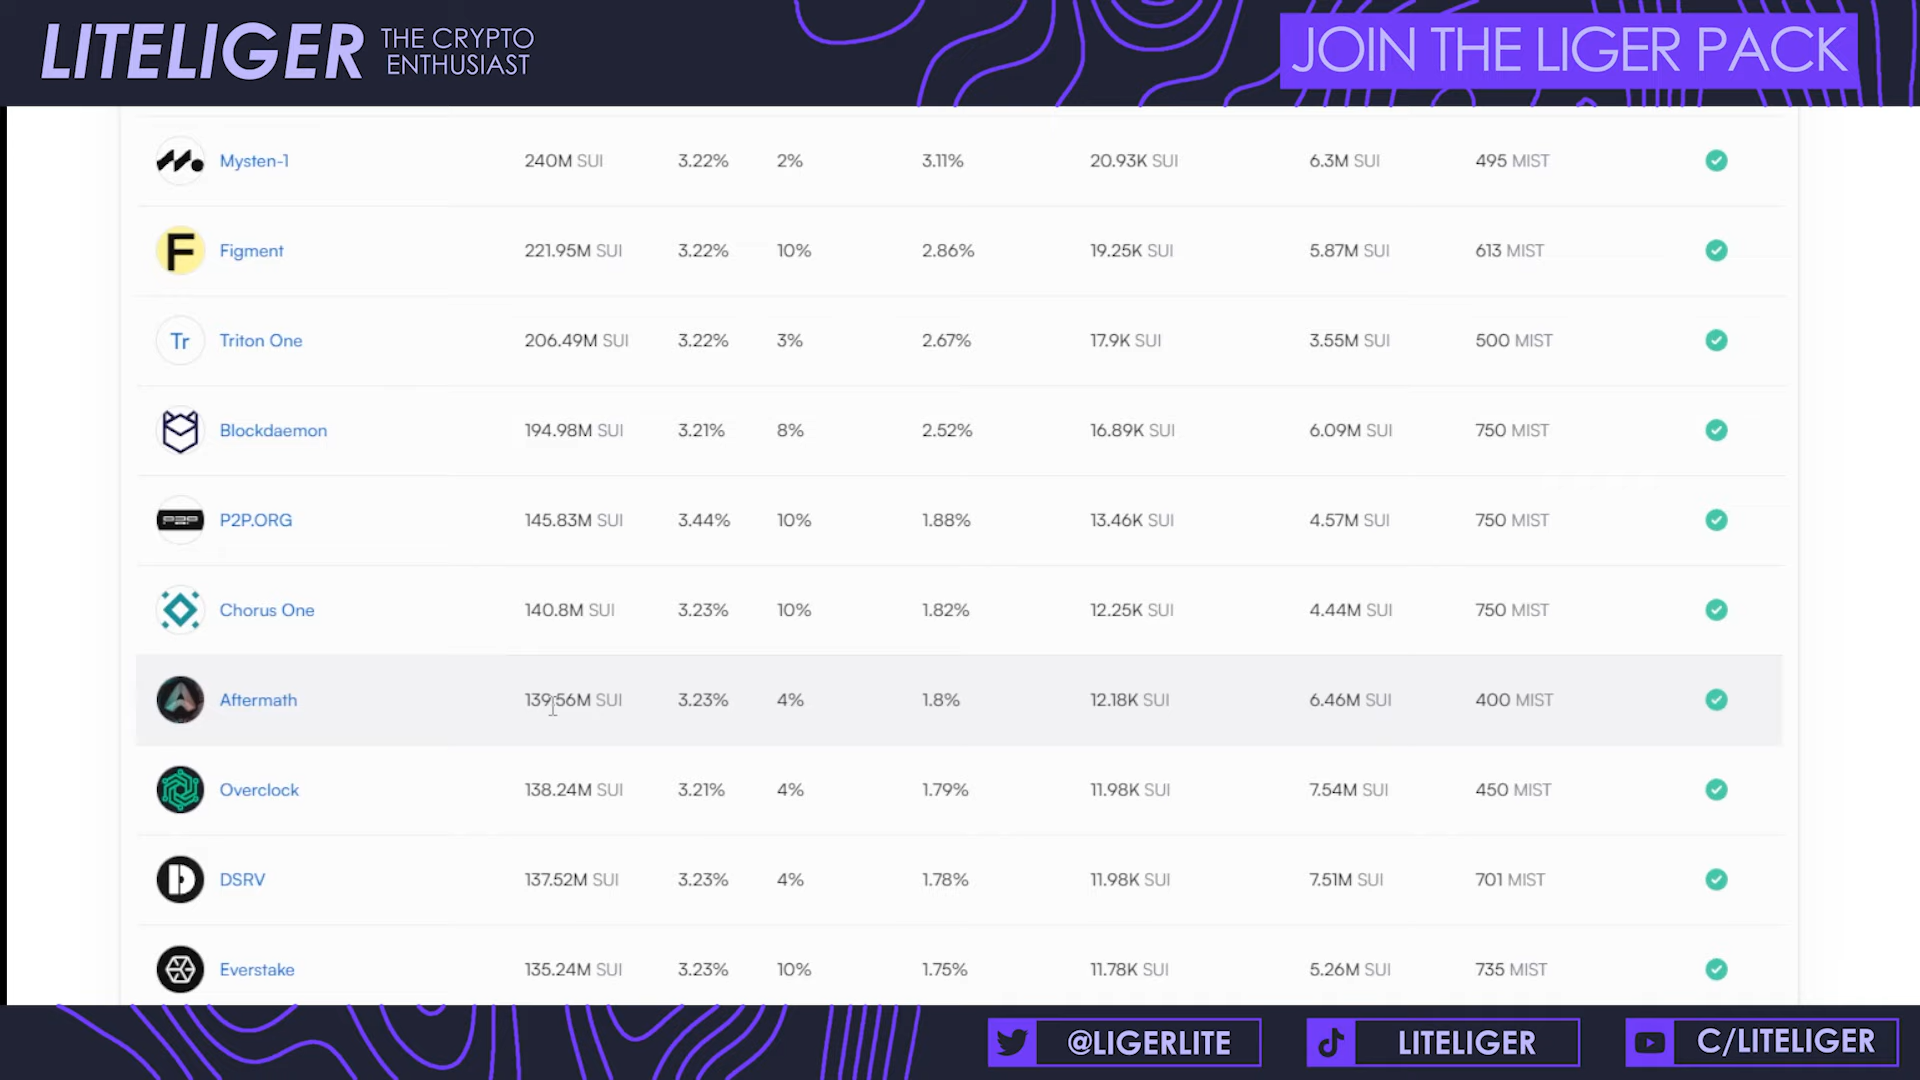 LITELIGER THE CRYPTO ENTHUSIAST
JOIN THE LIGER PACK
Mysten-1 240M SUI 3.22% 2% 3.11% 20.93K SUI 6.3M SUI 495 MIST
F Figment 221.95M SUI 3.22% 10% 2.86% 19.25K SUI 5.87M SUI 613 MIST
Tr Triton One 206.49M SUI 3.22% 3% 2.67% 17.9K SUI 3.55M SUI 500 MIST
Blockdaemon 194.98M SUI 3.21% 8% 2.52% 16.89K SUI 6.09M SUI 750 MIST
P2P.ORG 145.83M SUI 3.44% 10% 1.88% 13.46K SUI 4.57M SUI 750 MIST
Chorus One 140.8M SUI 3.23% 10% 1.82% 12.25K SUI 4.44M SUI 750 MIST
Aftermath 139.56M SUI 3.23% 4% 1.8% 12.18K SUI 6.46M SUI 400 MIST
Overclock 138.24M SUI 3.21% 4% 1.79% 11.98K SUI 7.54M SUI 450 MIST
DSRV 137.52M SUI 3.23% 4% 1.78% 11.98K SUI 7.51M SUI 701 MIST
Everstake 135.24M SUI 3.23% 10% 1.75% 11.78K SUI 5.26M SUI 735 MIST
@LIGERLITE LITELIGER C/LITELIGER